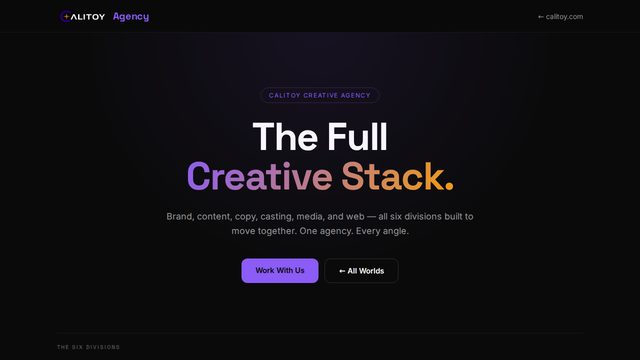 CALITOY Agency
← calitoy.com
CALITOY CREATIVE AGENCY
The Full
Creative Stack.
Brand, content, copy, casting, media, and web — all six divisions built to
move together. One agency. Every angle.
Work With Us
← All Worlds
THE SIX DIVISIONS